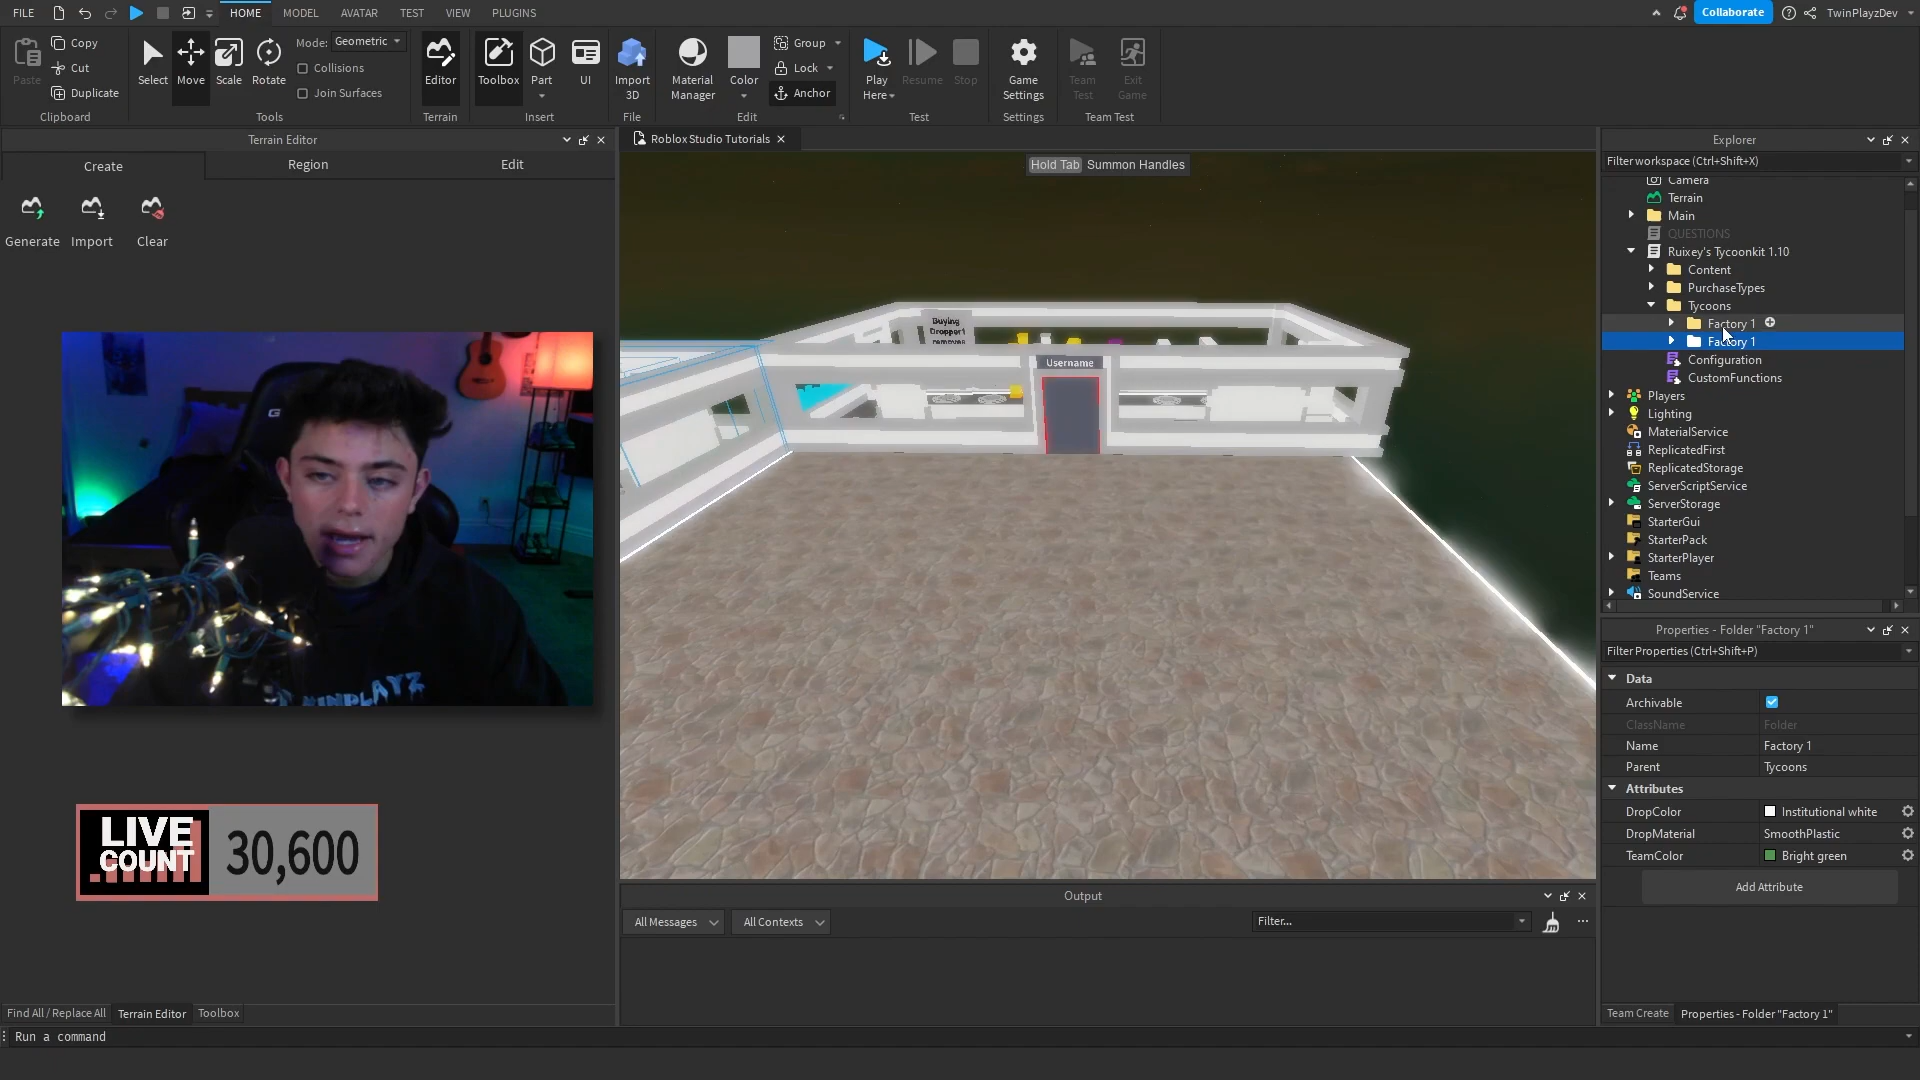 FILE
HOME
MODEL
AVATAR
TEST
VIEW
PLUGINS
Collaborate
TwinPlayzDev
Paste
Copy
Cut
Duplicate
Clipboard
Select
Move
Scale
Rotate
Mode: Geometric
Collisions
Join Surfaces
Tools
Editor
Terrain
Toolbox
Part
UI
Insert
Import
3D
File
Material
Manager
Color
Group
Lock
Anchor
Edit
Play
Here
Resume
Stop
Test
Game
Settings
Settings
Team
Test
Exit
Game
Team Test
Terrain Editor
Create
Region
Edit
Generate
Import
Clear
G
LIVE
COUNT
30,600
Find All / Replace All
Terrain Editor
Toolbox
Run a command
Roblox Studio Tutorials
Hold Tab Summon Handles
Buying
Dropper1
removes
Username
Output
All Messages
All Contexts
Filter...
Explorer
Filter workspace (Ctrl+Shift+X)
Camera
Terrain
Main
QUESTIONS
Ruixey's Tycoonkit 1.10
Content
PurchaseTypes
Tycoons
Factory 1
Factory 1
Configuration
CustomFunctions
Players
Lighting
MaterialService
ReplicatedFirst
ReplicatedStorage
ServerScriptService
ServerStorage
StarterGui
StarterPack
StarterPlayer
Teams
SoundService
Properties - Folder "Factory 1"
Filter Properties (Ctrl+Shift+P)
Data
Archivable
ClassName Folder
Name Factory 1
Parent Tycoons
Attributes
DropColor Institutional white
DropMaterial SmoothPlastic
TeamColor Bright green
Add Attribute
Team Create
Properties - Folder "Factory 1"